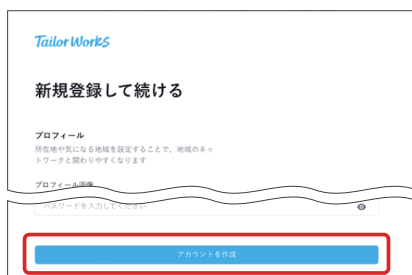 Tailor Works
新規登録して続ける
プロフィール
所在地や気になる地域を設定することで、地域のネッ
トワークと関わりやすくなります
プロフィール画像
パスワードを入力してください
アカウントを作成